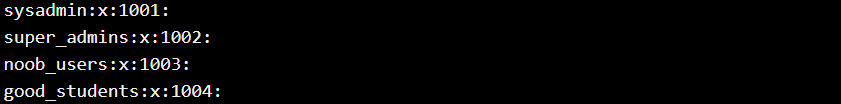 sysadmin:x:1001:
super_admins:x:1002:
noob_users:x:1003:
good_students:x:1004: